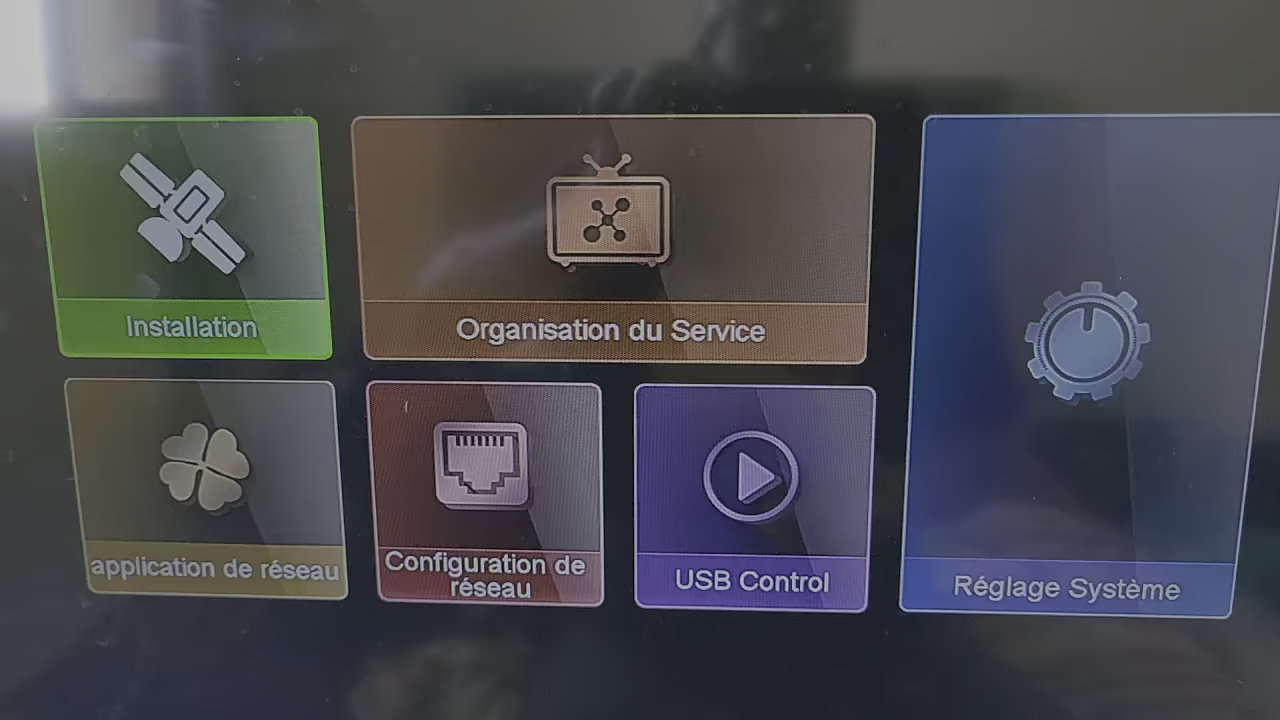 Installation
Organisation du Service
application de réseau
Configuration de
réseau
USB Control
Réglage Système